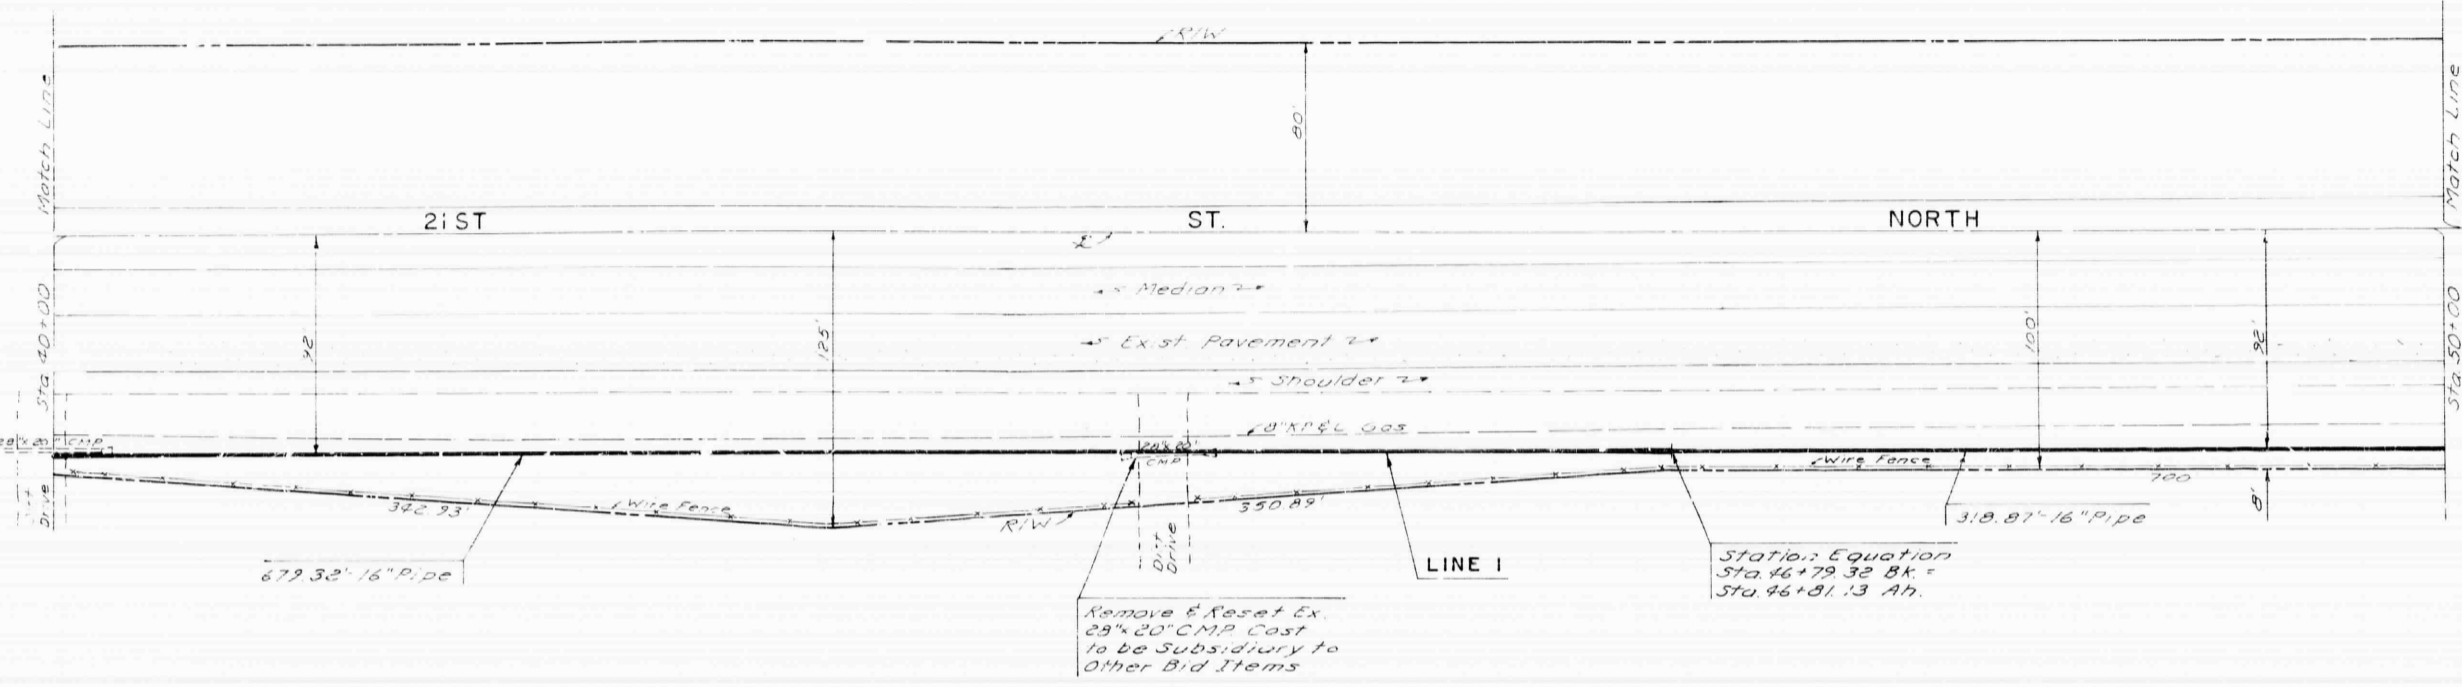 R/W
Match Line
Match Line
80'
21ST ST. NORTH
Median
Exist. Pavement
Shoulder
92'
125'
100'
92'
Sta. 40+00
Sta. 50+00
8" KP&L Gas
28"x20" CMP
28"x20"
CMP
Wire Fence
Wire Fence
342.93'
R/W
350.89'
700
8'
Dirt
Drive
Drive
679.32'-16" Pipe
LINE 1
318.87'-16" Pipe
Station Equation
Sta. 46+79.32 Bk. =
Sta. 46+81.13 Ah.
Remove & Reset Ex.
28"x20" CMP. Cost
to be Subsidiary to
Other Bid Items